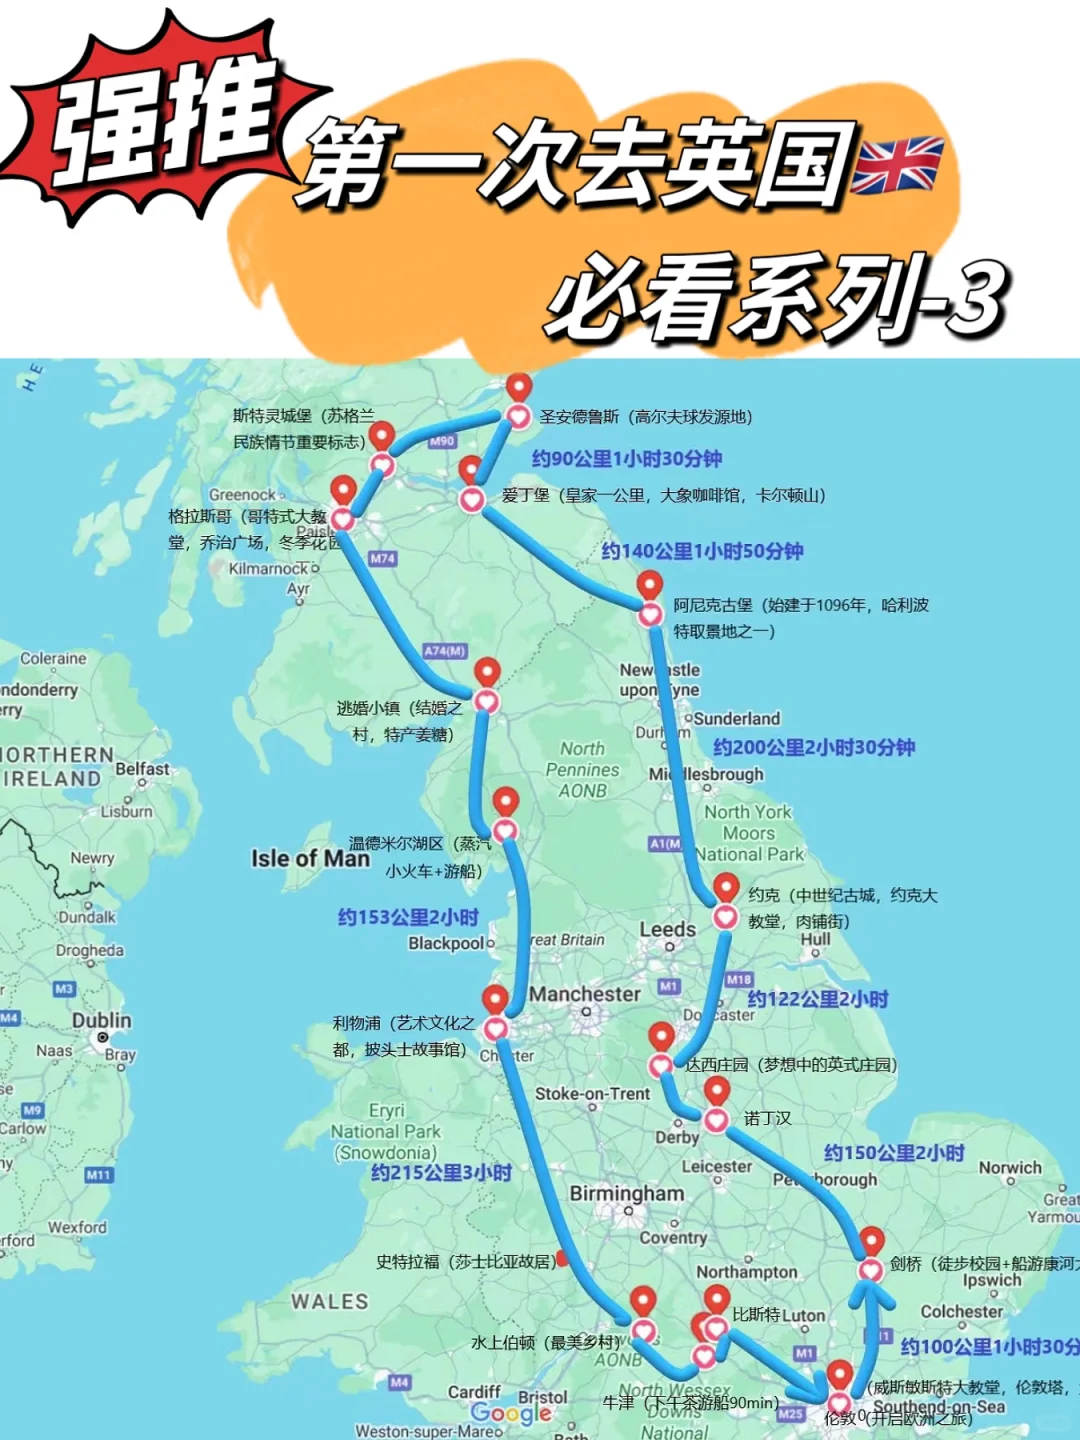 强推
第一次去英国
必看系列-3
HE
斯特灵城堡（苏格兰
民族情节重要标志）
圣安德鲁斯（高尔夫球发源地）
M90
约90公里1小时30分钟
Greenock
爱丁堡（皇家一公里，大象咖啡馆，卡尔顿山）
格拉斯哥（哥特式大教
堂，乔治广场，冬季花园
M74
约140公里1小时50分钟
Kilmarnock
Ayr
阿尼克古堡（始建于1096年，哈利波
特取景地之一）
A74(M)
Coleraine
ndonderry
erry
逃婚小镇（结婚之
村，特产姜糖）
Newcastle
upon Tyne
Sunderland
Durham
约200公里2小时30分钟
NORTHERN
IRELAND
Belfast
Lisburn
North
Pennines
AONB
Middlesbrough
North York
Moors
National Park
A1(M)
Newry
Isle of Man
温德米尔湖区（蒸汽
小火车+游船）
Dundalk
Drogheda
约153公里2小时
Blackpool
reat Britain
Leeds
约克（中世纪古城，约克大
教堂，肉铺街）
Hull
M3
M4
Dublin
Naas
Bray
Manchester
M1
M18
Doncaster
约122公里2小时
利物浦（艺术文化之
都，披头士故事馆）
Chester
达西庄园（梦想中的英式庄园）
M9
Carlow
Stoke-on-Trent
诺丁汉
Eryri
National Park
(Snowdonia)
Derby
约150公里2小时
M11
约215公里3小时
Leicester
Peterborough
Norwich
Great
Yarmou
Birmingham
Wexford
rford
Coventry
史特拉福（莎士比亚故居）
Northampton
剑桥（徒步校园+船游康河
Ipswich
WALES
比斯特
Luton
Colchester
水上伯顿（最美乡村）
AONB
M1
M11
约100公里1小时30分
M4
Cardiff
Bristol
North Wessex
Downs
牛津（下午茶游船90min）
M25
（威斯敏斯特大教堂，伦敦塔，
Southend-on-Sea
Google
伦敦（开启欧洲之旅）
Weston-super-Mare
Bath